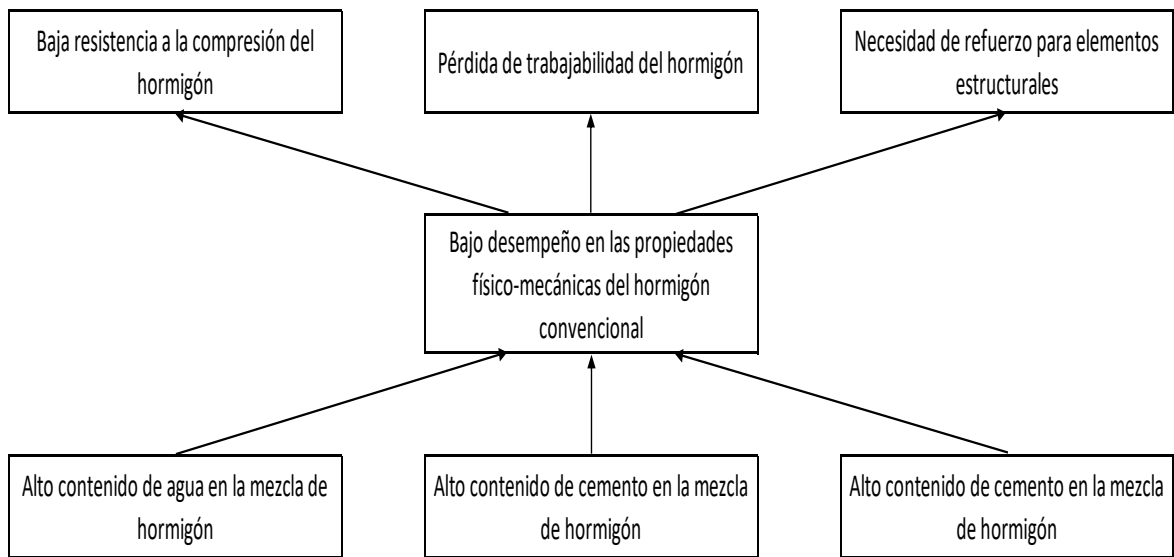 Baja resistencia a la compresión del
hormigón
Pérdida de trabajabilidad del hormigón
Necesidad de refuerzo para elementos
estructurales
Bajo desempeño en las propiedades
físico-mecánicas del hormigón
convencional
Alto contenido de agua en la mezcla de
hormigón
Alto contenido de cemento en la mezcla
de hormigón
Alto contenido de cemento en la mezcla
de hormigón